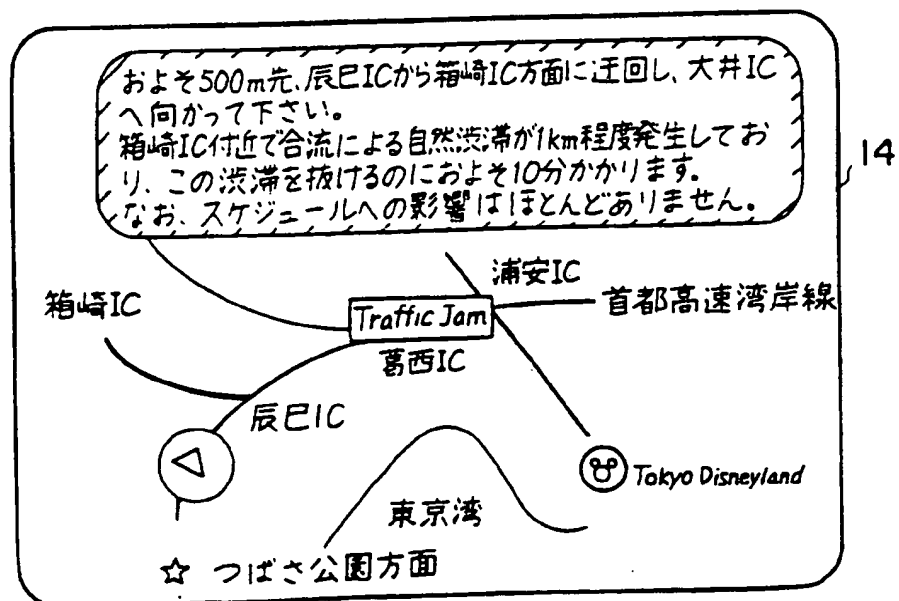 およそ500m先、辰巳ICから箱崎IC方面に迂回し、大井IC
へ向かって下さい。
箱崎IC付近で合流による自然渋滞が1km程度発生してお
り、この渋滞を抜けるのにおよそ10分かかります。
なお、スケジュールへの影響はほとんどありません。
14
浦安IC
箱崎IC
Traffic Jam
首都高速湾岸線
葛西IC
辰巳IC
Tokyo Disneyland
東京湾
☆ つばさ公園方面